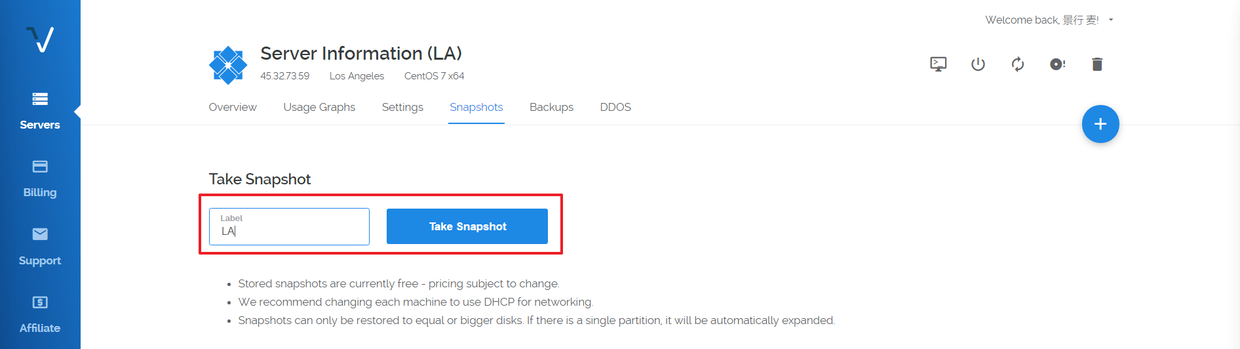 Welcome back, 景行 麦!
Server Information (LA)
45.32.73.59 Los Angeles CentOS 7 x64
Overview Usage Graphs Settings Snapshots Backups DDOS
Servers
Billing
Support
Affiliate
Take Snapshot
Label
LA
Take Snapshot
Stored snapshots are currently free - pricing subject to change.
We recommend changing each machine to use DHCP for networking.
Snapshots can only be restored to equal or bigger disks. If there is a single partition, it will be automatically expanded.